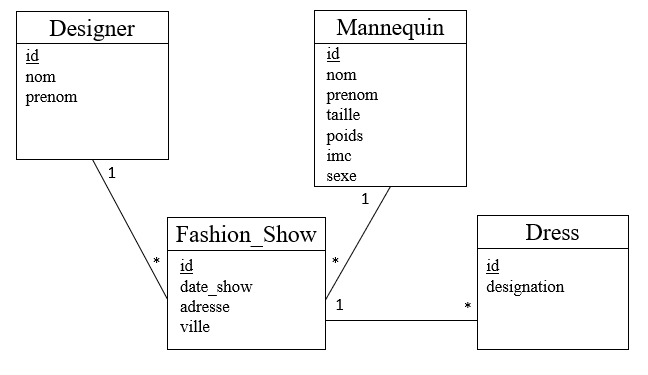 Designer
id
nom
prenom
Mannequin
id
nom
prenom
taille
poids
imc
sexe
1
1
*
*
Fashion_Show
id
date_show
adresse
ville
1
*
Dress
id
designation